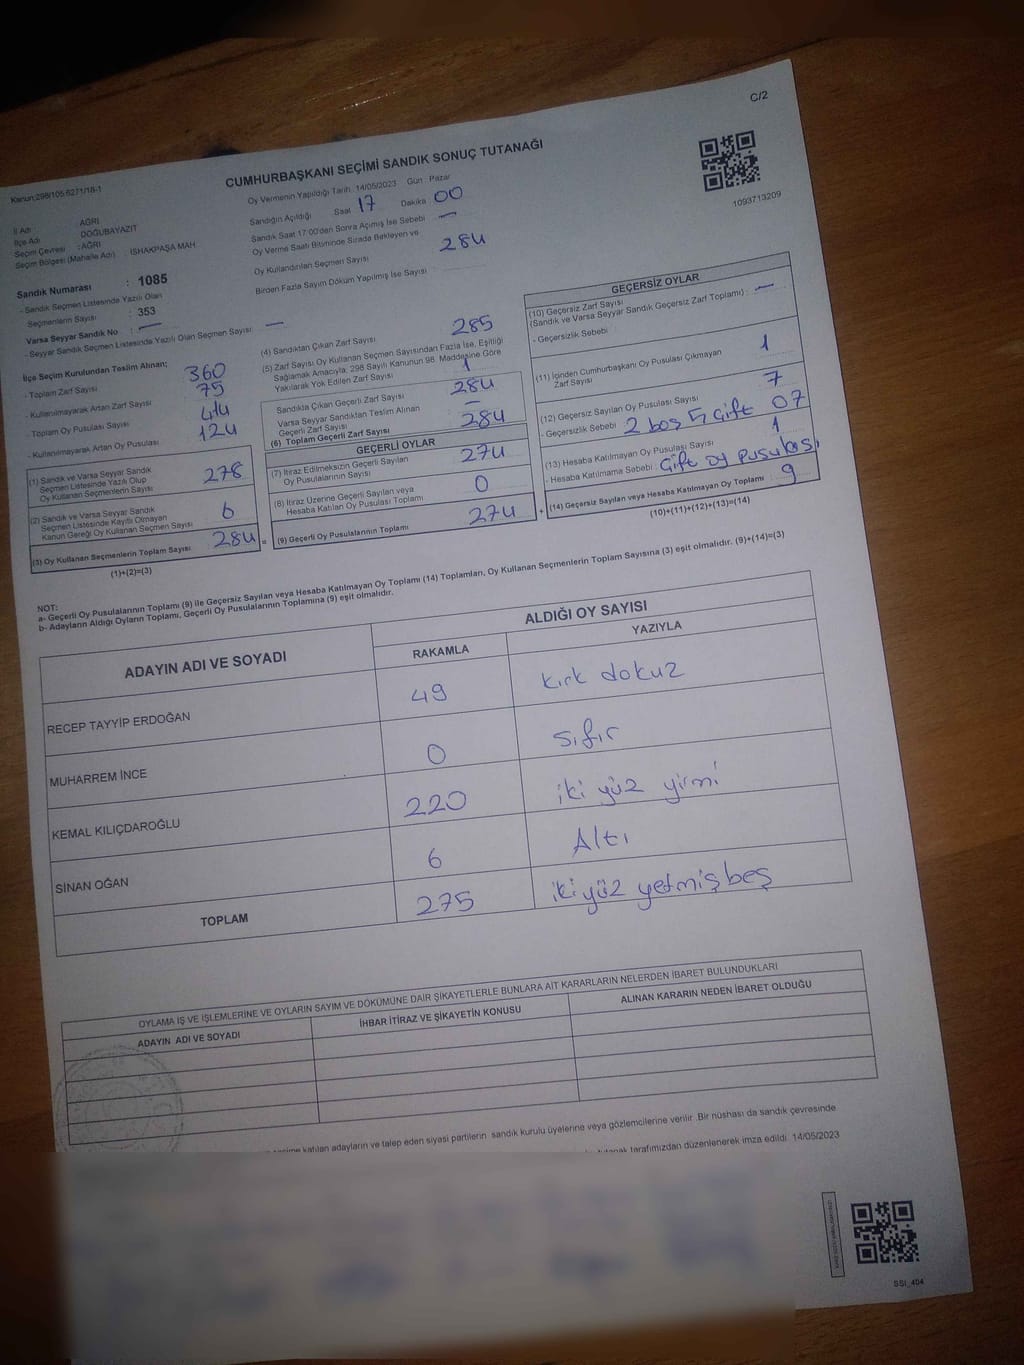 C/2
Kanun:298/105 6271/18-1
CUMHURBAŞKANI SEÇİMİ SANDIK SONUÇ TUTANAĞI
1093713209
İl Adı : AĞRI
İlçe Adı : DOĞUBAYAZIT
Seçim Çevresi : AĞRI
Seçim Bölgesi (Mahalle Adı) : İSHAKPAŞA MAH
Sandık Numarası : 1085
- Sandık Seçmen Listesinde Yazılı Olan
Seçmenlerin Sayısı : 353
Varsa Seyyar Sandık No : —
- Seyyar Sandık Seçmen Listesinde Yazılı Olan Seçmen Sayısı : —
Oy Vermenin Yapıldığı Tarih: 14/05/2023 Gün : Pazar
Sandığın Açıldığı Saat 17 Dakika 00
Sandık Saat 17:00'den Sonra Açımış İse Sebebi —
Oy Verme Saati Bitiminde Sırada Bekleyen ve
Oy Kullandırılan Seçmen Sayısı 284
Birden Fazla Sayım Döküm Yapılmış İse Sayısı :
İlçe Seçim Kurulundan Teslim Alınan;
- Toplam Zarf Sayısı 360
- Kullanılmayarak Artan Zarf Sayısı 75
- Toplam Oy Pusulası Sayısı
- Kullanılmayarak Artan Oy Pusulası 124
(1) Sandık ve Varsa Seyyar Sandık
Seçmen Listesinde Yazılı Olup
Oy Kullanan Seçmenlerin Sayısı 278
(2) Sandık ve Varsa Seyyar Sandık
Seçmen Listesinde Kayıtlı Olmayan
Kanun Gereği Oy Kullanan Seçmen Sayısı 6
(3) Oy Kullanan Seçmenlerin Toplam Sayısı 284 =
(1)+(2)=(3)
(4) Sandıktan Çıkan Zarf Sayısı 285
(5) Zarf Sayısı Oy Kullanan Seçmen Sayısından Fazla İse, Eşitliği
Sağlamak Amacıyla; 298 Sayılı Kanunun 98. Maddesine Göre
Yakılarak Yok Edilen Zarf Sayısı 1
Sandıkta Çıkan Geçerli Zarf Sayısı 284
Varsa Seyyar Sandıktan Teslim Alınan
Geçerli Zarf Sayısı —
(6) Toplam Geçerli Zarf Sayısı 284
GEÇERLİ OYLAR
(7) İtiraz Edilmeksizin Geçerli Sayılan
Oy Pusulalarının Sayısı 274
(8) İtiraz Üzerine Geçerli Sayılan veya
Hesaba Katılan Oy Pusulası Toplamı 0
(9) Geçerli Oy Pusulalarının Toplamı 274 +
GEÇERSİZ OYLAR
(10) Geçersiz Zarf Sayısı
(Sandık ve Varsa Seyyar Sandık Geçersiz Zarf Toplamı) : —
- Geçersizlik Sebebi
(11) İçinden Cumhurbaşkanı Oy Pusulası Çıkmayan
Zarf Sayısı 1
(12) Geçersiz Sayılan Oy Pusulası Sayısı 7
- Geçersizlik Sebebi 2 boş 5 Çift 07
(13) Hesaba Katılmayan Oy Pusulası Sayısı 1
- Hesaba Katılmama Sebebi : Çift oy pusulası
(14) Geçersiz Sayılan veya Hesaba Katılmayan Oy Toplamı 9
(10)+(11)+(12)+(13)=(14)
NOT:
a- Geçerli Oy Pusulalarının Toplamı (9) ile Geçersiz Sayılan veya Hesaba Katılmayan Oy Toplamı (14) Toplamları, Oy Kullanan Seçmenlerin Toplam Sayısına (3) eşit olmalıdır. (9)+(14)=(3)
b- Adayların Aldığı Oyların Toplamı, Geçerli Oy Pusulalarının Toplamına (9) eşit olmalıdır.
ADAYIN ADI VE SOYADI
ALDIĞI OY SAYISI
RAKAMLA YAZIYLA
RECEP TAYYİP ERDOĞAN 49 kırk dokuz
MUHARREM İNCE 0 sıfır
KEMAL KILIÇDAROĞLU 220 iki yüz yirmi
SİNAN OĞAN 6 Altı
TOPLAM 275 iki yüz yetmiş beş
OYLAMA İŞ VE İŞLEMLERİNE VE OYLARIN SAYIM VE DÖKÜMÜNE DAİR ŞİKAYETLERLE BUNLARA AİT KARARLARIN NELERDEN İBARET BULUNDUKLARI
ADAYIN ADI VE SOYADI İHBAR İTİRAZ VE ŞİKAYETİN KONUSU ALINAN KARARIN NEDEN İBARET OLDUĞU
katılan adayların ve talep eden siyasi partilerin sandık kurulu üyelerine veya gözlemcilerine verilir. Bir nüshası da sandık çevresinde
tutanak tarafımızdan düzenlenerek imza edildi. 14/05/2023
SSI_404